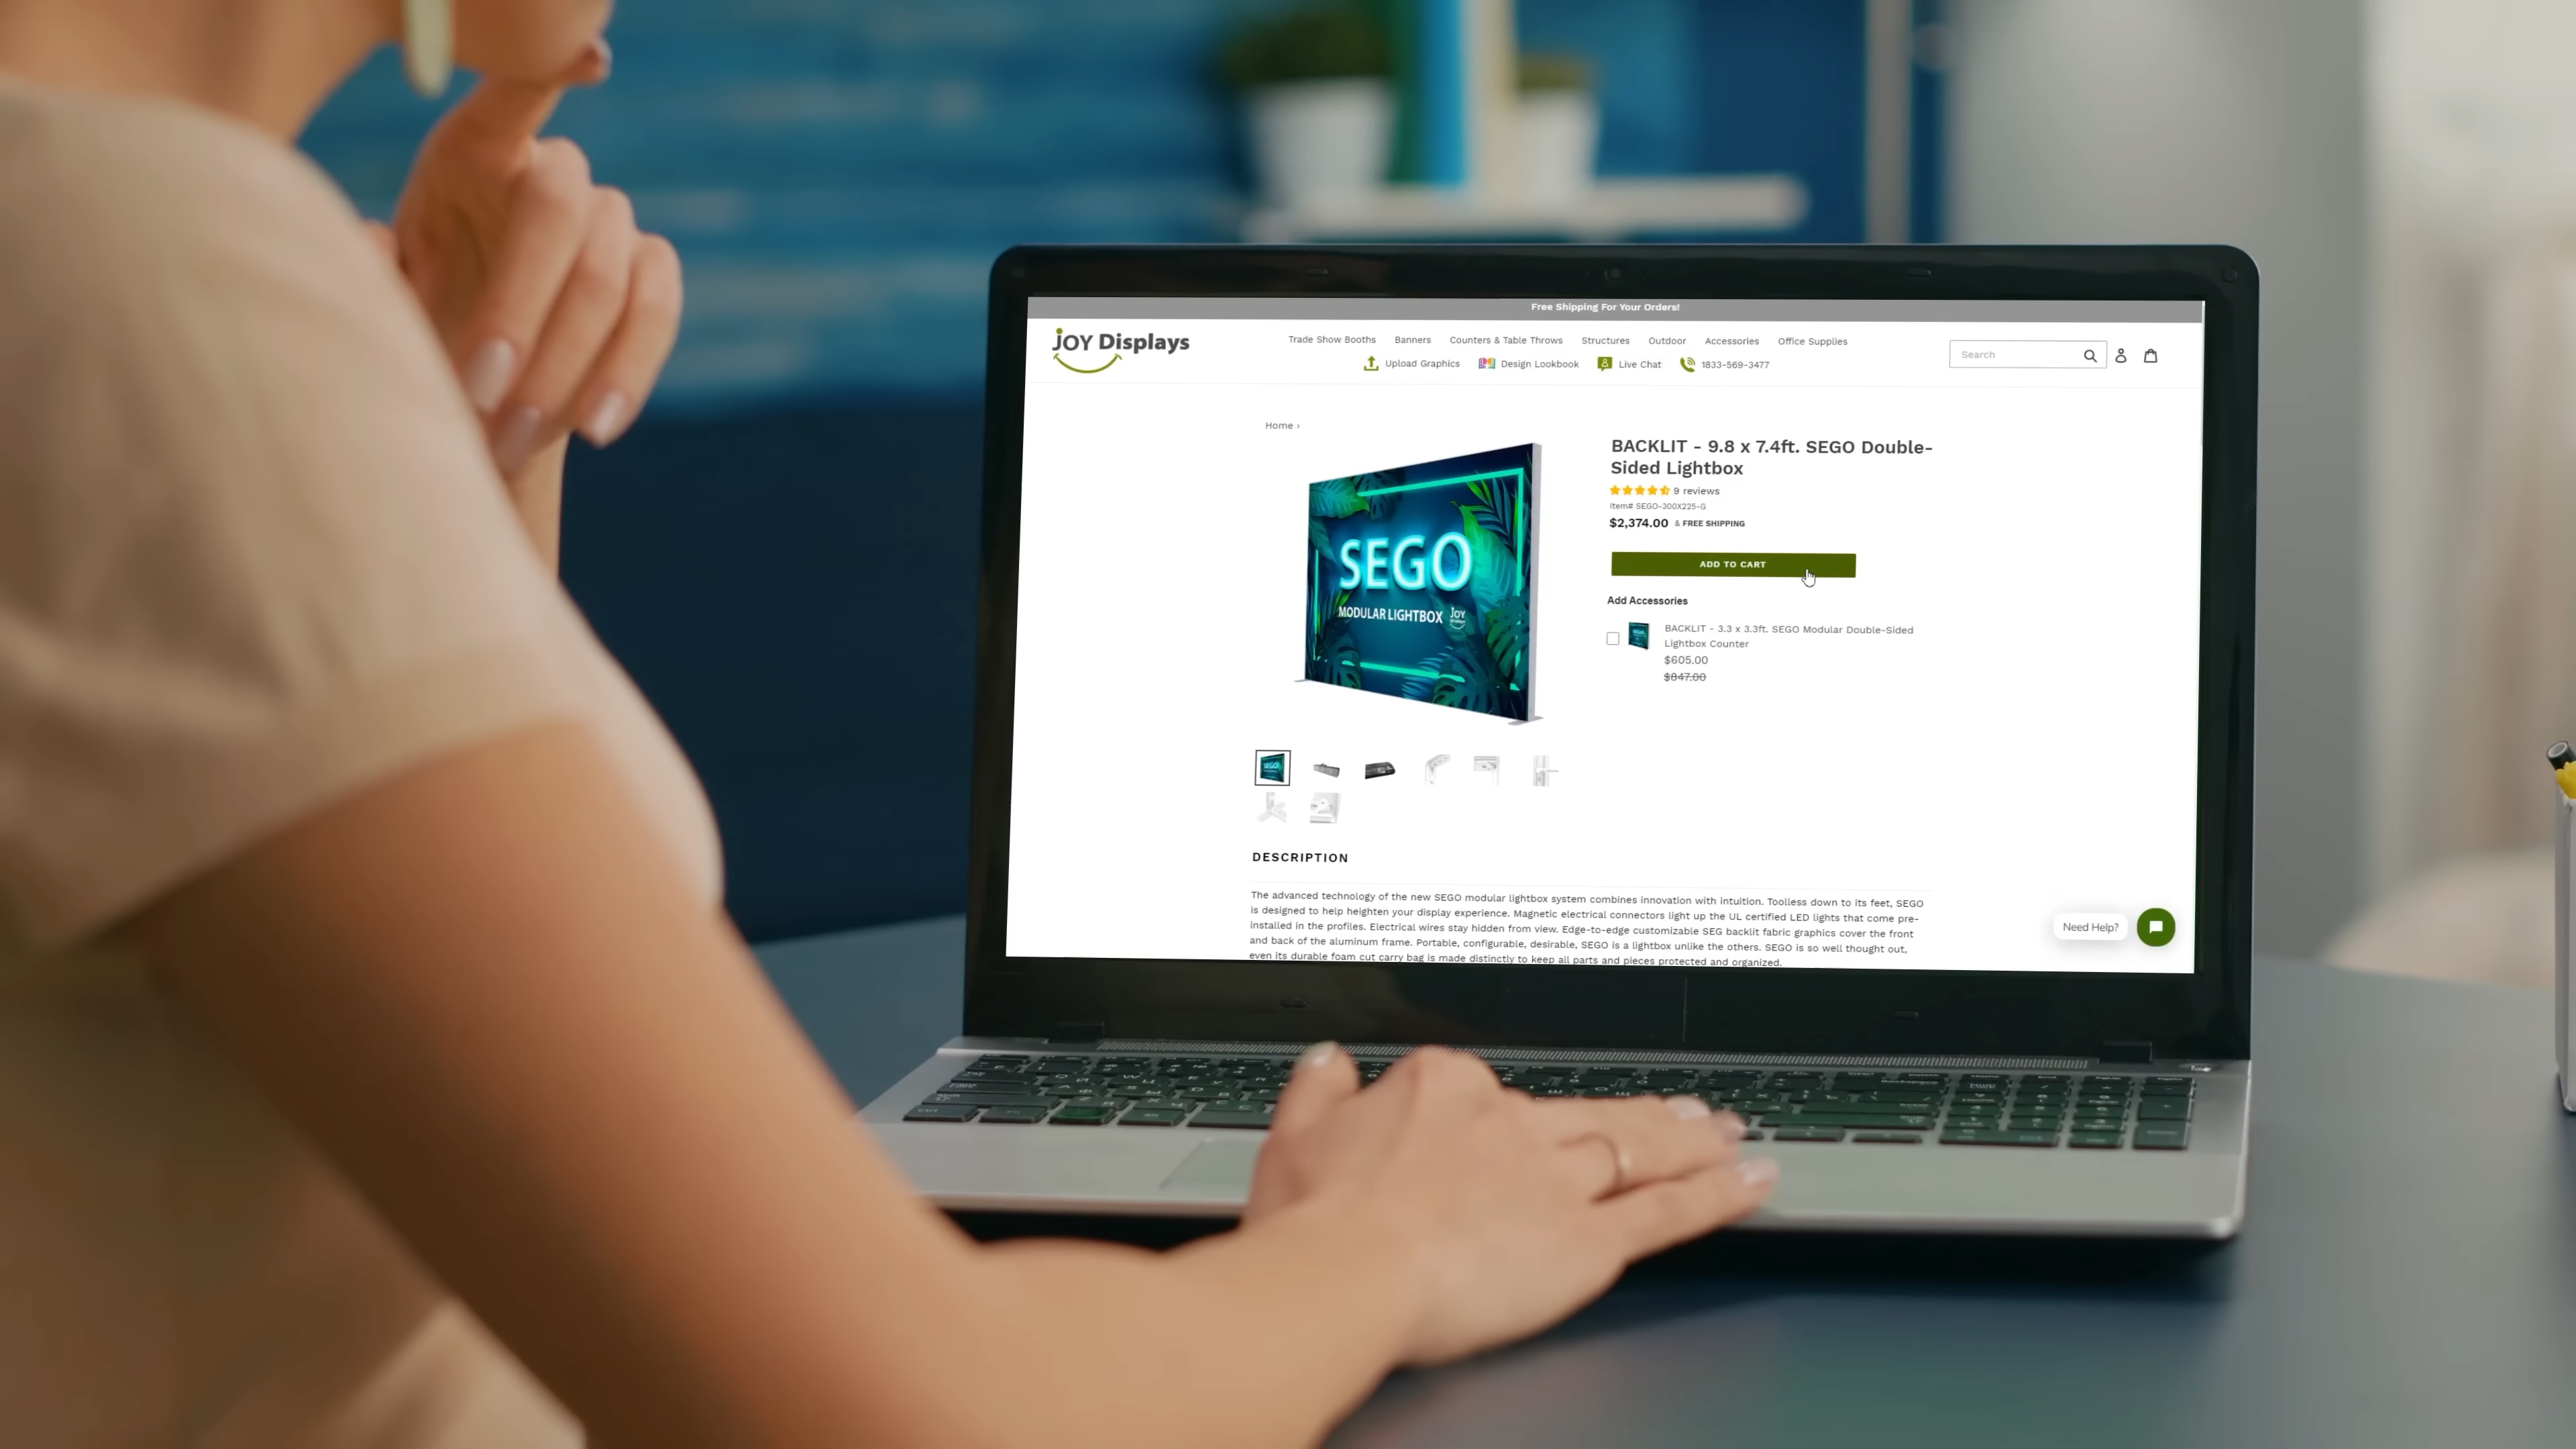 Free Shipping For Your Orders!
JOY Displays
Trade Show Booths Banners Counters & Table Throws Structures Outdoor Accessories Office Supplies
Upload Graphics Design Lookbook Live Chat 1833-569-3477
Search
Home ›
BACKLIT - 9.8 x 7.4ft. SEGO Double-
Sided Lightbox
9 reviews
Item# SEGO-300X225-G
$2,374.00 & FREE SHIPPING
ADD TO CART
SEGO
MODULAR LIGHTBOX JOY
Add Accessories
BACKLIT - 3.3 x 3.3ft. SEGO Modular Double-Sided
Lightbox Counter
$605.00
$847.00
SEGO
DESCRIPTION
The advanced technology of the new SEGO modular lightbox system combines innovation with intuition. Toolless down to its feet, SEGO
is designed to help heighten your display experience. Magnetic electrical connectors light up the UL certified LED lights that come pre-
installed in the profiles. Electrical wires stay hidden from view. Edge-to-edge customizable SEG backlit fabric graphics cover the front
and back of the aluminum frame. Portable, configurable, desirable, SEGO is a lightbox unlike the others. SEGO is so well thought out,
even its durable foam cut carry bag is made distinctly to keep all parts and pieces protected and organized.
Need Help?